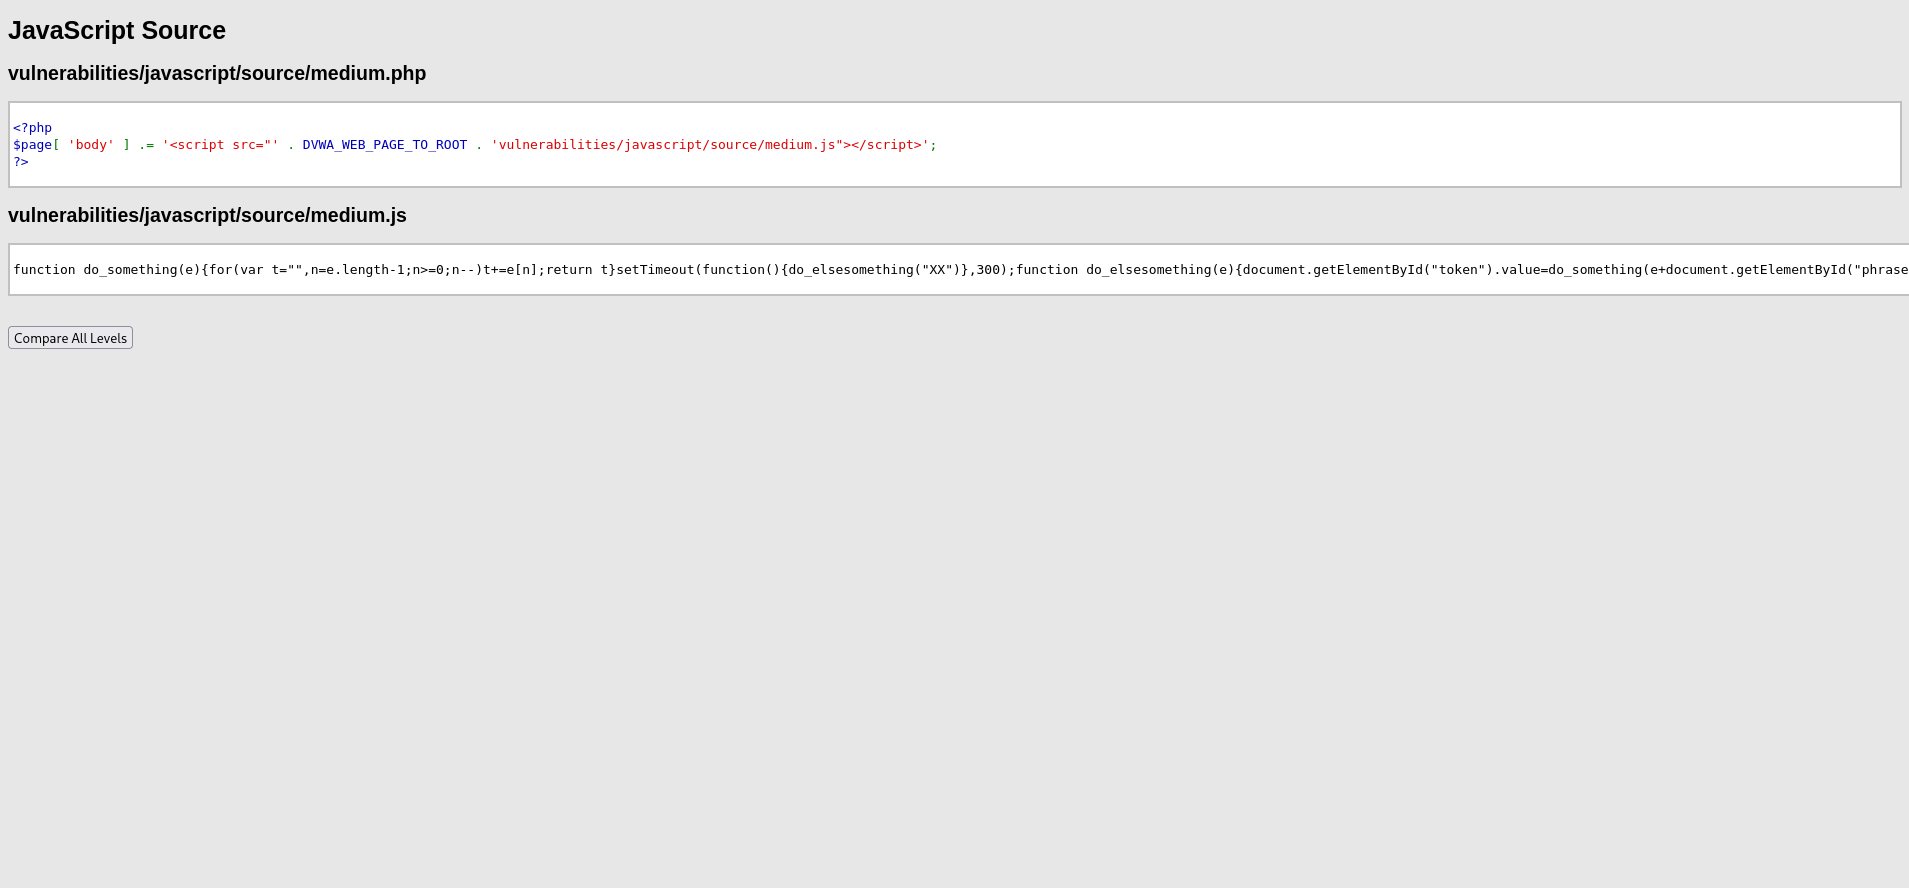 JavaScript Source
vulnerabilities/javascript/source/medium.php
<?php
$page[ 'body' ] .= '<script src="' . DVWA_WEB_PAGE_TO_ROOT . 'vulnerabilities/javascript/source/medium.js"></script>';
?>
vulnerabilities/javascript/source/medium.js
function do_something(e){for(var t="",n=e.length-1;n>=0;n--)t+=e[n];return t}setTimeout(function(){do_elsesomething("XX")},300);function do_elsesomething(e){document.getElementById("token").value=do_something(e+document.getElementById("phrase
Compare All Levels